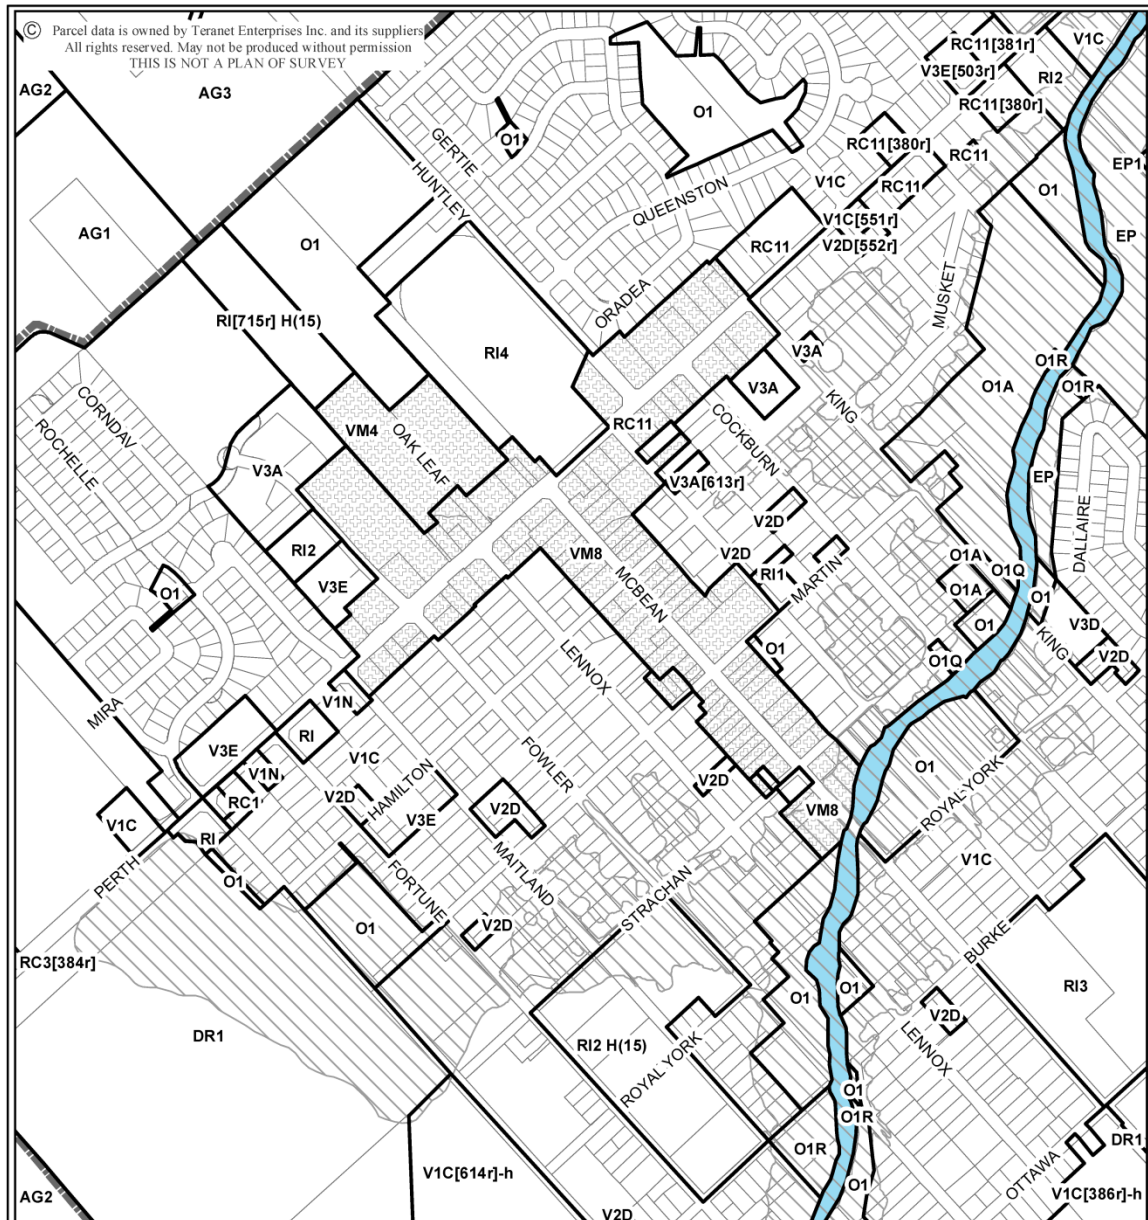 © Parcel data is owned by Teranet Enterprises Inc. and its suppliers
All rights reserved. May not be produced without permission
THIS IS NOT A PLAN OF SURVEY
RC11[381r]
V1C
V3E[503r]
RI2
AG2
AG3
RC11[380r]
O1
O1
GERTIE
RC11[380r]
RC11
EP1
HUNTLEY
V1C
RC11
O1
QUEENSTON
AG1
O1
V1C[551r]
EP
RC11
V2D[552r]
MUSKET
ORADEA
RI[715r] H(15)
RI4
V3A
O1R
O1R
V3A
O1A
CORNDAV
KING
ROCHELLE
VM4
OAK LEAF
RC11
COCKBURN
V3A
V3A[613r]
EP
DALLAIRE
V2D
RI2
VM8
V2D
O1A
O1Q
V3E
MCBEAN
RI1
MARTIN
O1A
O1
O1
O1
V3D
LENNOX
O1
KING
V2D
O1Q
MIRA
V1N
RI
V3E
V1C
FOWLER
O1
V1N
V2D
HAMILTON
V2D
ROYAL YORK
RC1
V2D
VM8
V1C
V3E
RI
MAITLAND
V1C
PERTH
O1
FORTUNE
STRACHAN
O1
V2D
BURKE
RC3[384r]
O1
O1
RI3
V2D
DR1
RI2 H(15)
ROYAL YORK
LENNOX
O1
O1R
DR1
O1R
OTTAWA
V1C[614r]-h
O1
V1C[386r]-h
AG2
V2D